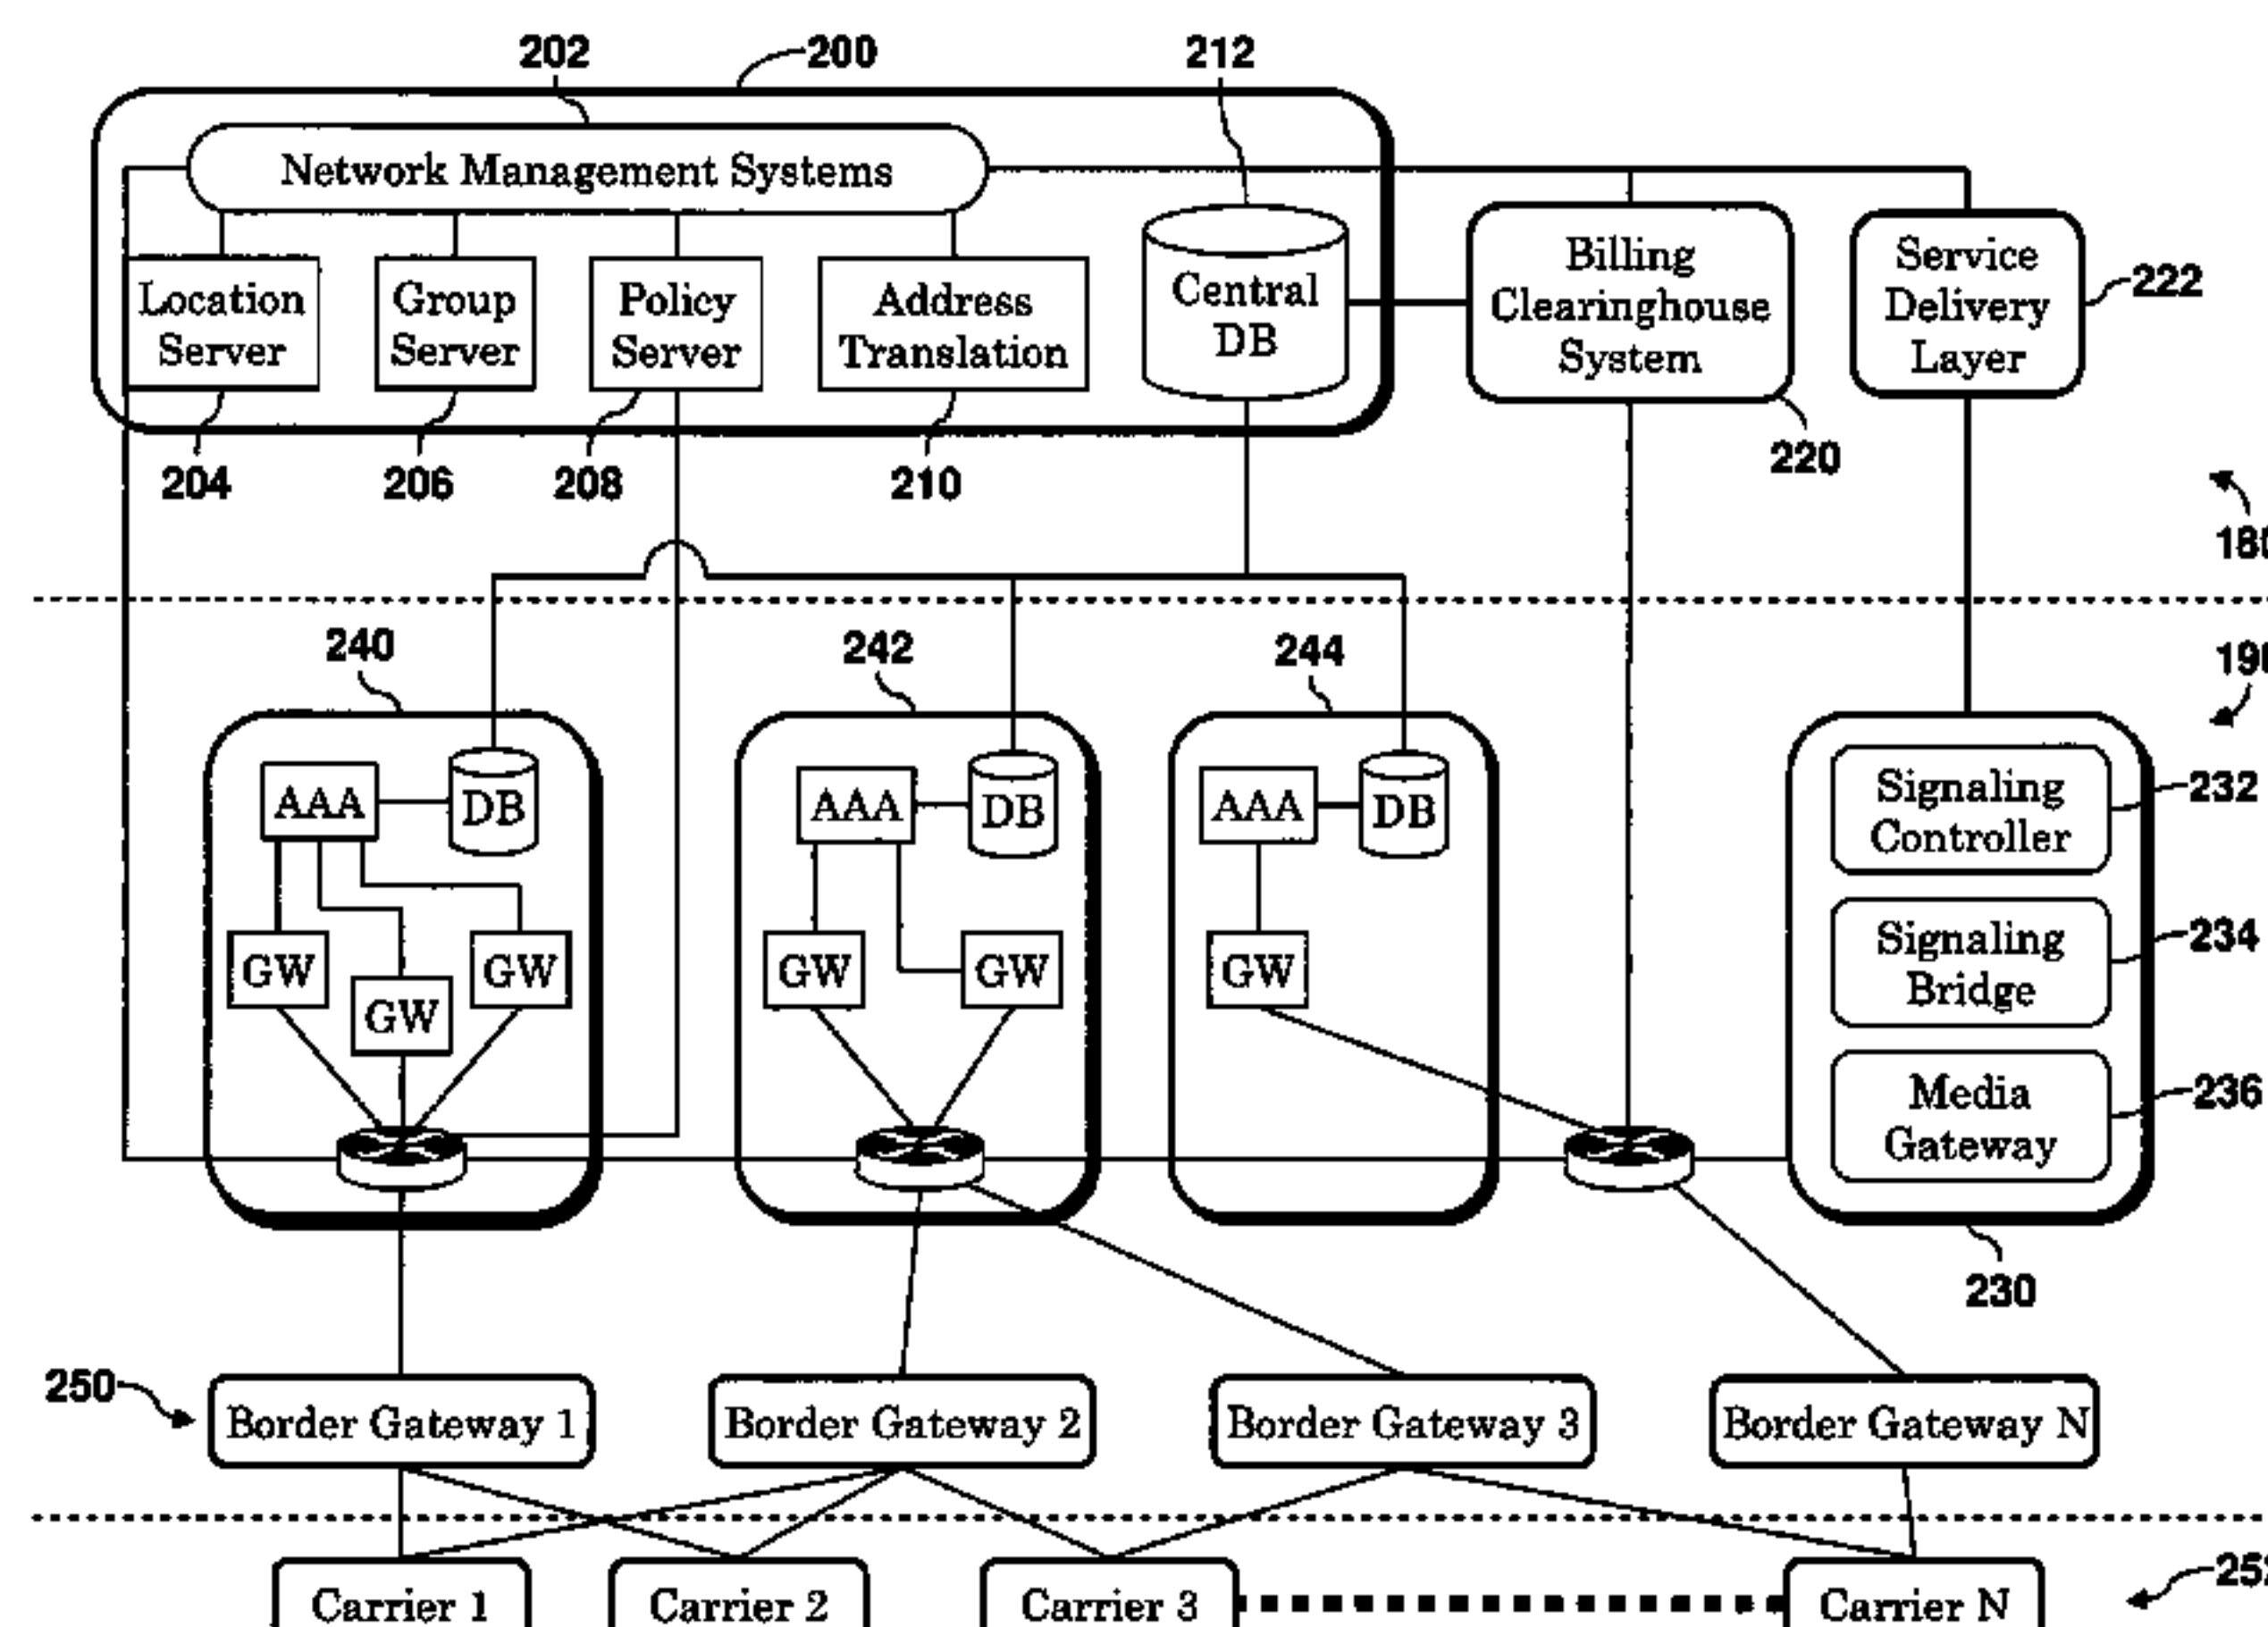 202
200
212
Network Management Systems
Location
Server
Group
Server
Policy
Server
Address
Translation
Central
DB
Billing
Clearinghouse
System
Service
Delivery
Layer
222
204
206
208
210
220
240
242
244
AAA
DB
AAA
DB
AAA
DB
Signaling
Controller
232
GW
GW
GW
GW
GW
GW
Signaling
Bridge
234
Media
Gateway
236
230
250
Border Gateway 1
Border Gateway 2
Border Gateway 3
Border Gateway N
Carrier 1
Carrier 2
Carrier 3
Carrier N